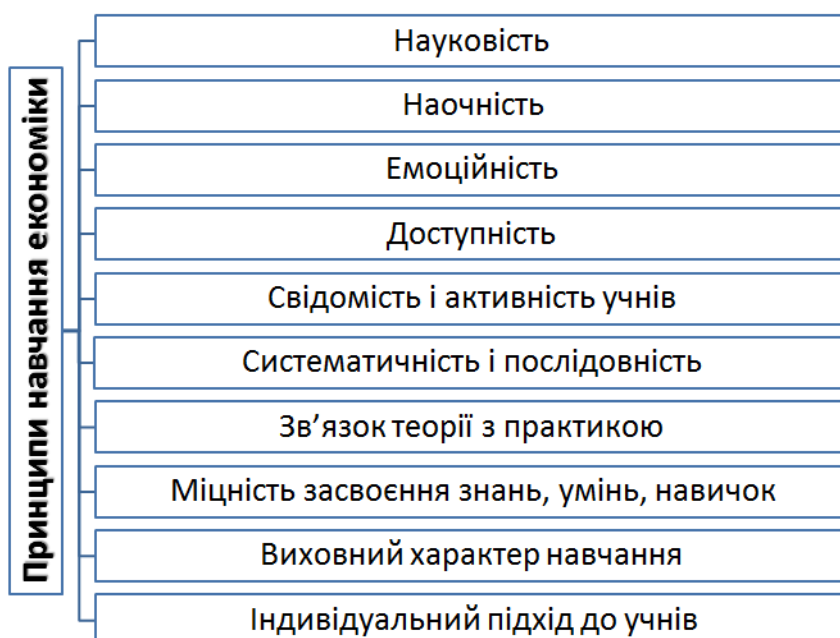 Принципи навчання економіки
Науковість
Наочність
Емоційність
Доступність
Свідомість і активність учнів
Систематичність і послідовність
Зв’язок теорії з практикою
Міцність засвоєння знань, умінь, навичок
Виховний характер навчання
Індивідуальний підхід до учнів